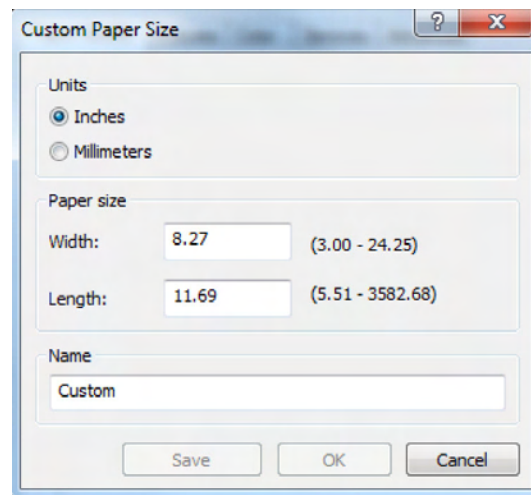 Custom Paper Size
Units
Inches
Millimeters
Paper size
Width: 8.27 (3.00 - 24.25)
Length: 11.69 (5.51 - 3582.68)
Name
Custom
Save OK Cancel